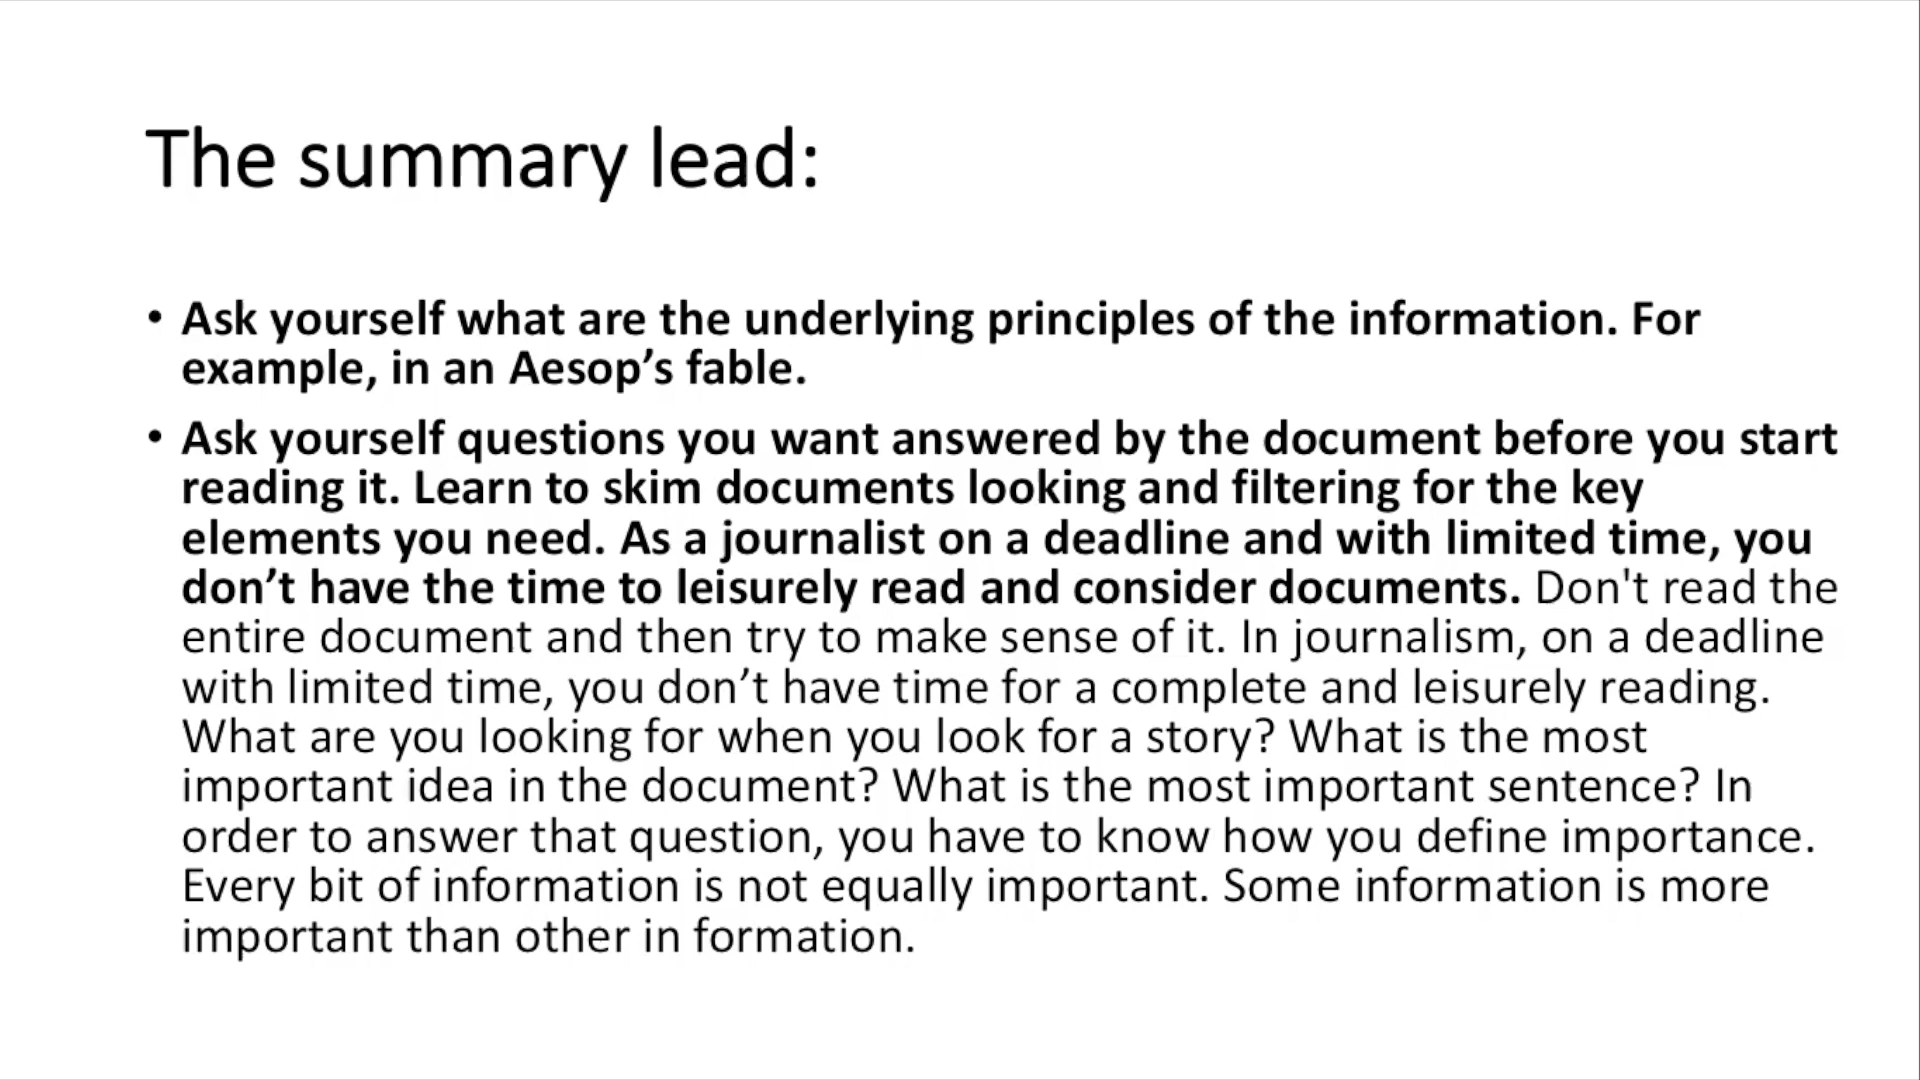 The summary lead:
• Ask yourself what are the underlying principles of the information. For
example, in an Aesop’s fable.
• Ask yourself questions you want answered by the document before you start
reading it. Learn to skim documents looking and filtering for the key
elements you need. As a journalist on a deadline and with limited time, you
don’t have the time to leisurely read and consider documents. Don't read the
entire document and then try to make sense of it. In journalism, on a deadline
with limited time, you don’t have time for a complete and leisurely reading.
What are you looking for when you look for a story? What is the most
important idea in the document? What is the most important sentence? In
order to answer that question, you have to know how you define importance.
Every bit of information is not equally important. Some information is more
important than other in formation.